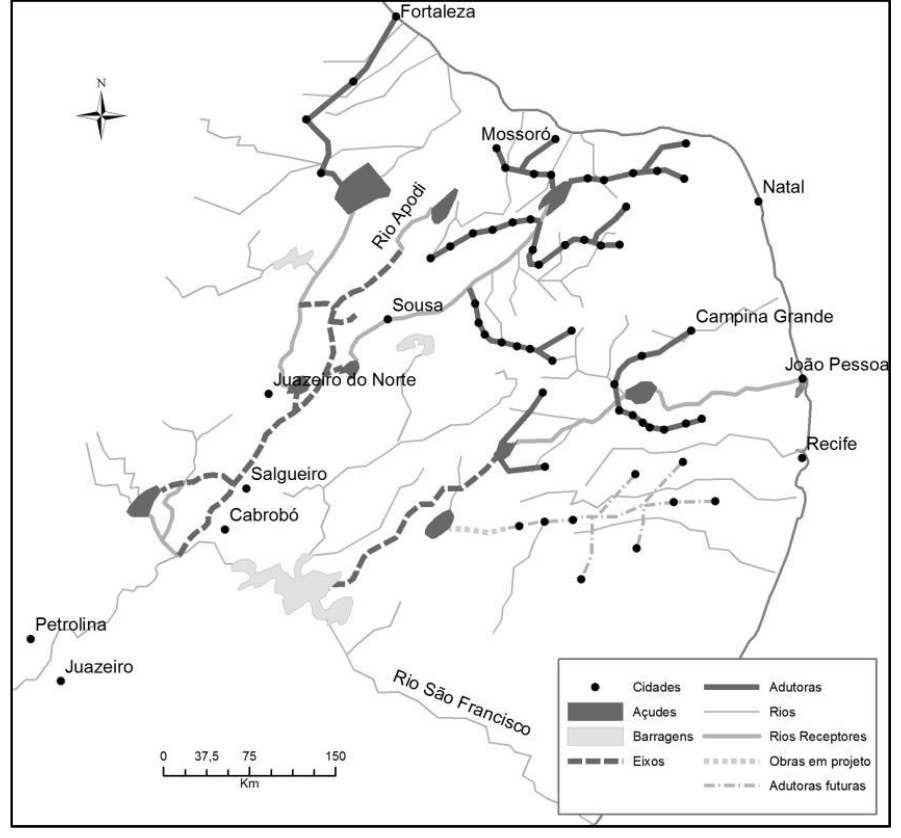 Fortaleza
N
Mossoró
Rio Apodi
Natal
Sousa
Campina Grande
João Pessoa
Juazeiro do Norte
Recife
Salgueiro
Cabrobó
Petrolina
Juazeiro
Rio São Francisco
0 37,5 75 150
Km
Cidades
Açudes
Barragens
Eixos
Adutoras
Rios
Rios Receptores
Obras em projeto
Adutoras futuras